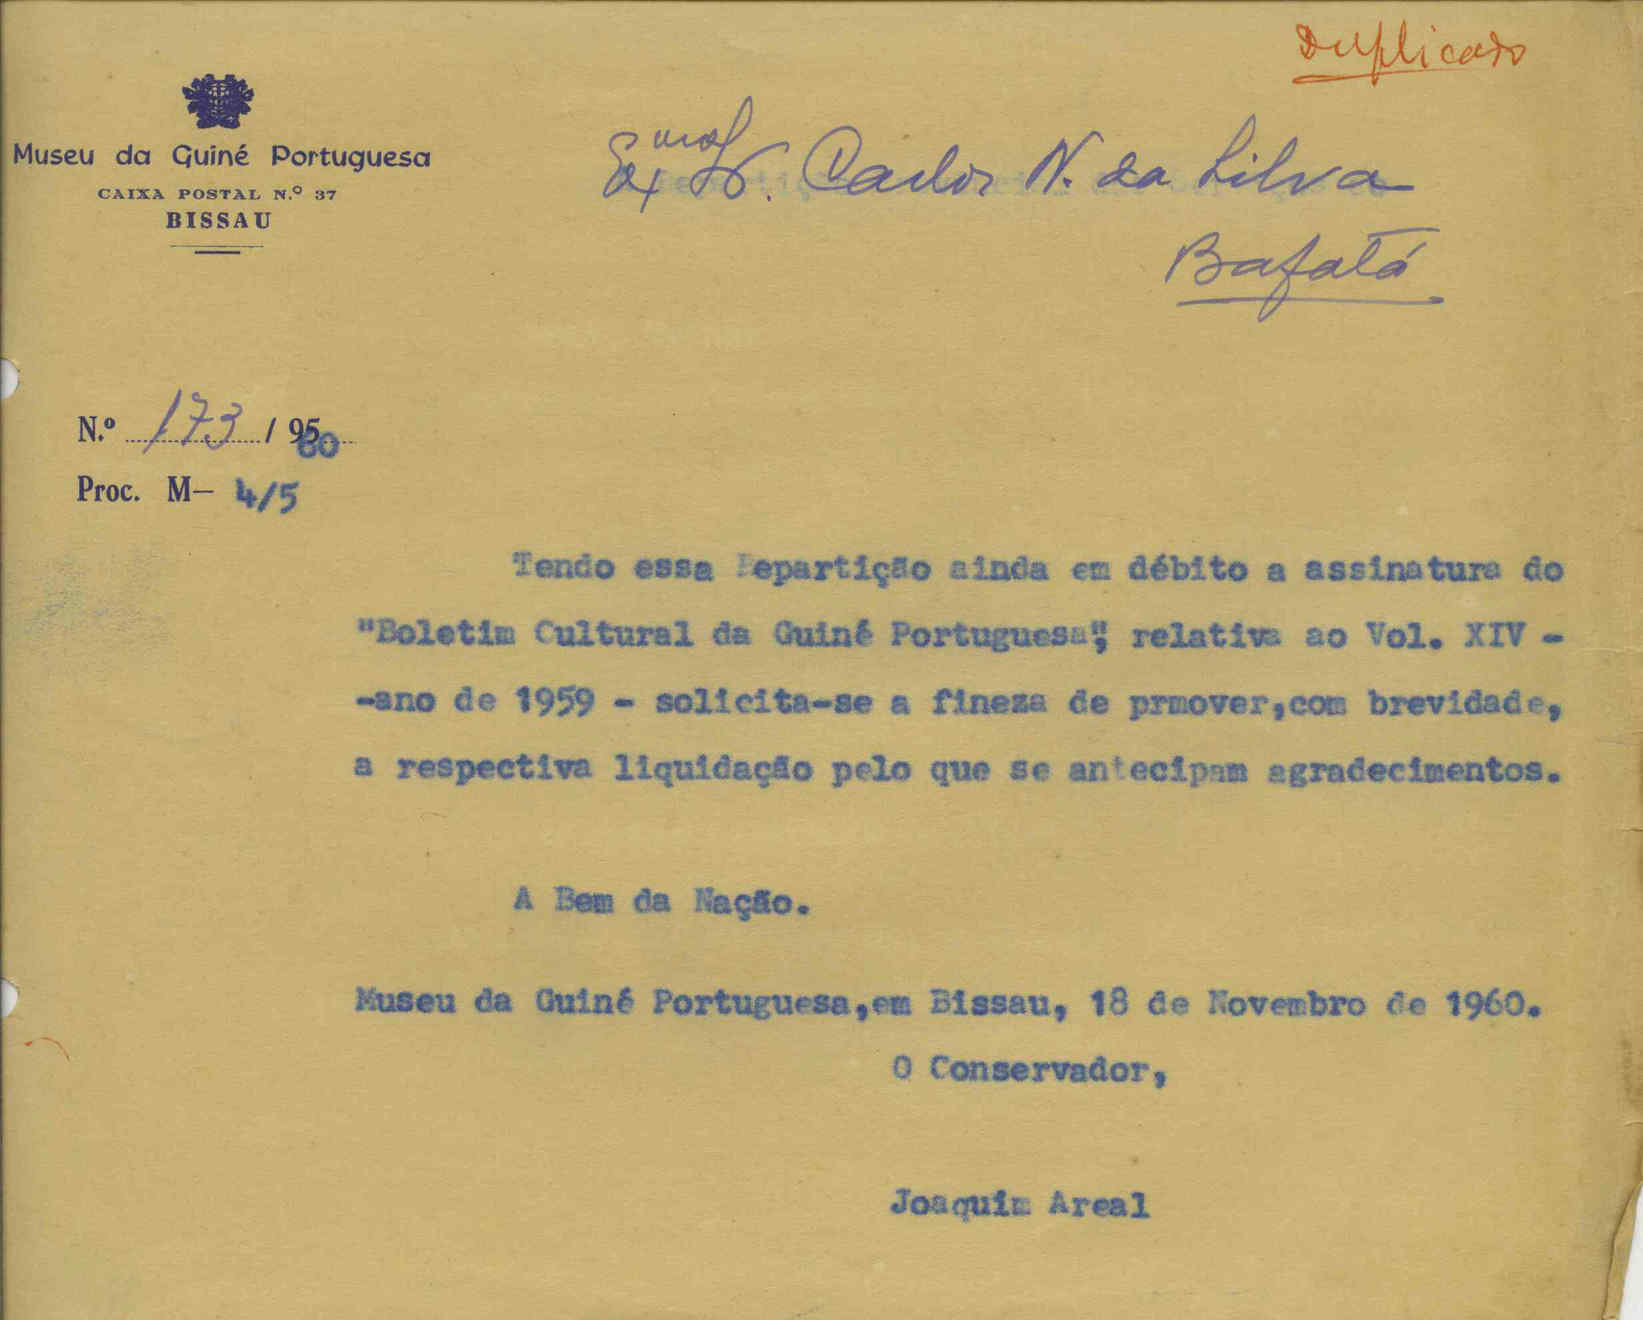 Duplicado
Museu da Guiné Portuguesa
CAIXA POSTAL N.º 37
BISSAU
Exmo Sr. Carlos N. da Silva
Bafatá
N.º 173 / 95 60
Proc. M— 4/5
Tendo essa Repartição ainda em débito a assinatura do
"Boletim Cultural da Guiné Portuguesa", relativa ao Vol. XIV -
-ano de 1959 - solicita-se a fineza de prmover,com brevidade,
a respectiva liquidação pelo que se antecipam agradecimentos.
A Bem da Nação.
Museu da Guiné Portuguesa,em Bissau, 18 de Novembro de 1960.
O Conservador,
Joaquim Areal